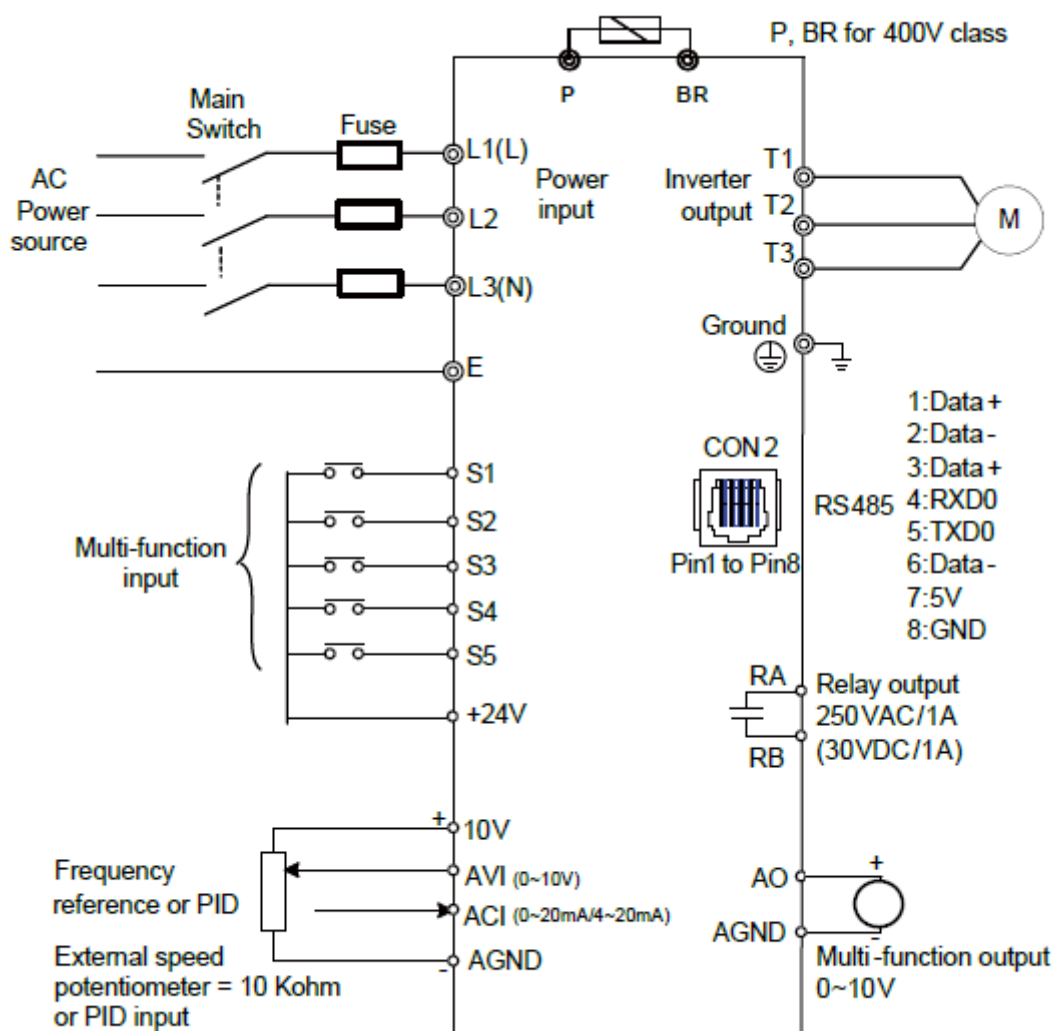 P, BR for 400V class
P
BR
Main
Switch
Fuse
AC
Power
source
L1(L)
L2
L3(N)
E
Power
input
Inverter
output
T1
T2
T3
M
Ground
Multi-function
input
S1
S2
S3
S4
S5
+24V
CON 2
Pin1 to Pin8
RS485
1:Data+
2:Data-
3:Data+
4:RXD0
5:TXD0
6:Data-
7:5V
8:GND
RA
RB
Relay output
250VAC/1A
(30VDC/1A)
+
10V
AVI (0~10V)
ACI (0~20mA/4~20mA)
-
AGND
Frequency
reference or PID
External speed
potentiometer = 10 Kohm
or PID input
AO
+
AGND
-
Multi-function output
0~10V